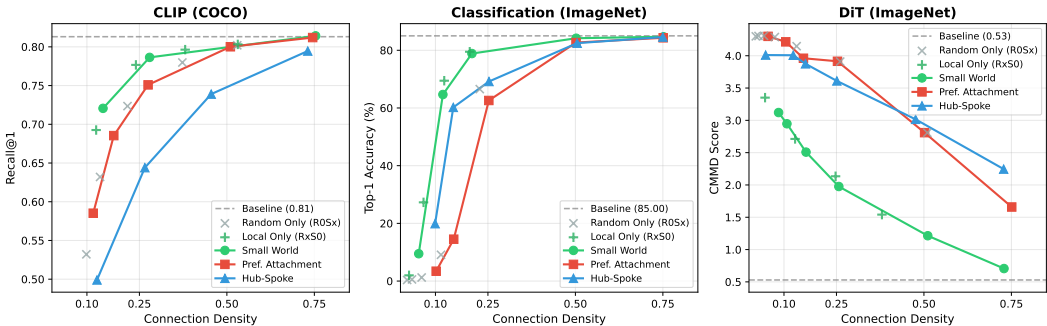 CLIP (COCO)
0.80
0.75
0.70
0.65
0.60
0.55
0.50
Recall@1
0.10
0.25
0.50
0.75
Connection Density
Baseline (0.81)
Random Only (R0Sx)
Local Only (RxS0)
Small World
Pref. Attachment
Hub-Spoke
Classification (ImageNet)
80
60
40
20
0
Top-1 Accuracy (%)
0.10
0.25
0.50
0.75
Connection Density
Baseline (85.00)
Random Only (R0Sx)
Local Only (RxS0)
Small World
Pref. Attachment
Hub-Spoke
DiT (ImageNet)
4.0
3.5
3.0
2.5
2.0
1.5
1.0
0.5
CMMD Score
0.10
0.25
0.50
0.75
Connection Density
Baseline (0.53)
Random Only (R0Sx)
Local Only (RxS0)
Small World
Pref. Attachment
Hub-Spoke